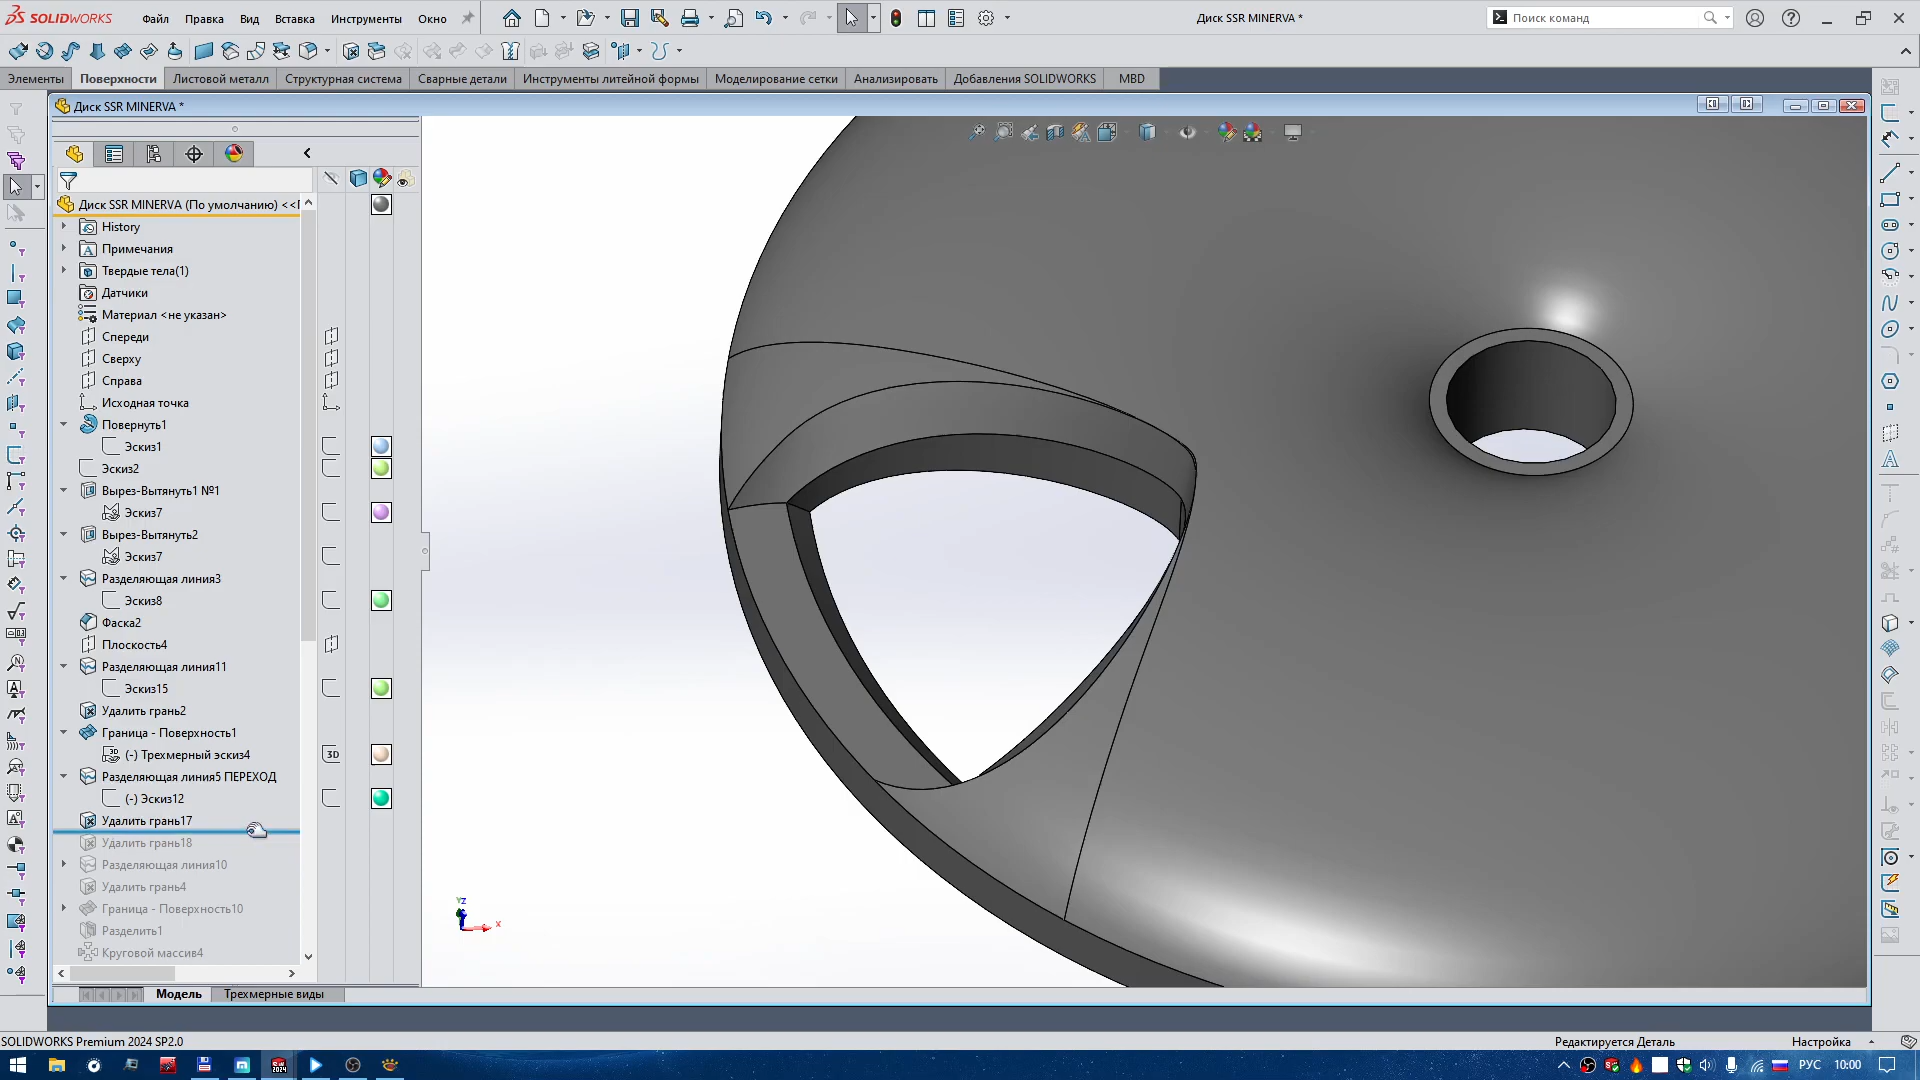 SOLIDWORKS
Файл
Правка
Вид
Вставка
Инструменты
Окно
Диск SSR MINERVA *
Поиск команд
Элементы
Поверхности
Листовой металл
Структурная система
Сварные детали
Инструменты литейной формы
Моделирование сетки
Анализировать
Добавления SOLIDWORKS
MBD
Диск SSR MINERVA *
Диск SSR MINERVA (По умолчанию) <<
History
Примечания
Твердые тела(1)
Датчики
Материал <не указан>
Спереди
Сверху
Справа
Исходная точка
Повернуть1
Эскиз1
Эскиз2
Вырез-Вытянуть1 №1
Эскиз7
Вырез-Вытянуть2
Эскиз7
Разделяющая линия3
Эскиз8
Фаска2
Плоскость4
Разделяющая линия11
Эскиз15
Удалить грань2
Граница - Поверхность1
(-) Трехмерный эскиз4
3D
Разделяющая линия5 ПЕРЕХОД
(-) Эскиз12
Удалить грань17
Удалить грань18
Разделяющая линия10
Удалить грань4
Граница - Поверхность10
Разделить1
Круговой массив4
X
Модель
Трехмерные виды
SOLIDWORKS Premium 2024 SP2.0
Редактируется Деталь
Настройка
РУС
10:00